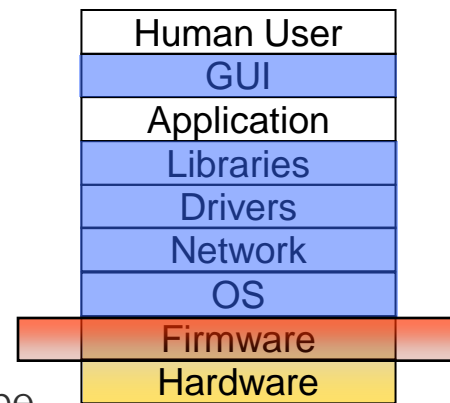 Human User
GUI
Application
Libraries
Drivers
Network
OS
Firmware
Hardware